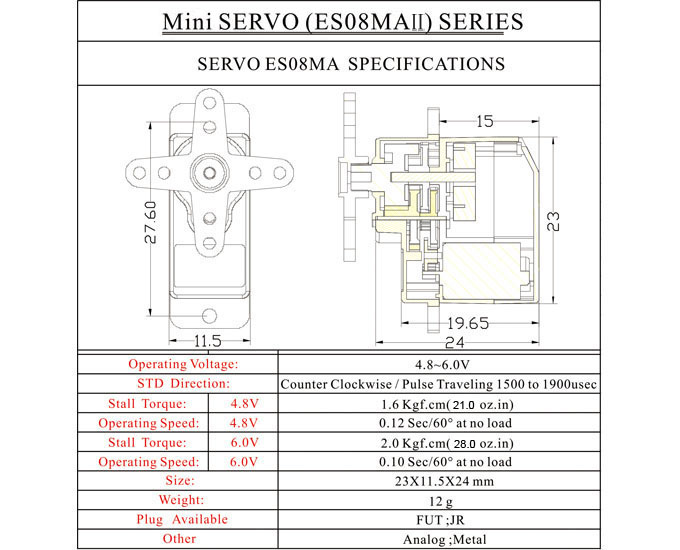 Mini SERVO (ES08MAII) SERIES
SERVO ES08MA SPECIFICATIONS
15
27.60
23
19.65
11.5
24
Operating Voltage: 4.8~6.0V
STD Direction: Counter Clockwise / Pulse Traveling 1500 to 1900usec
Stall Torque: 4.8V 1.6 Kgf.cm( 21.0 oz.in)
Operating Speed: 4.8V 0.12 Sec/60° at no load
Stall Torque: 6.0V 2.0 Kgf.cm( 28.0 oz.in)
Operating Speed: 6.0V 0.10 Sec/60° at no load
Size: 23X11.5X24 mm
Weight: 12 g
Plug Available FUT ;JR
Other Analog ;Metal